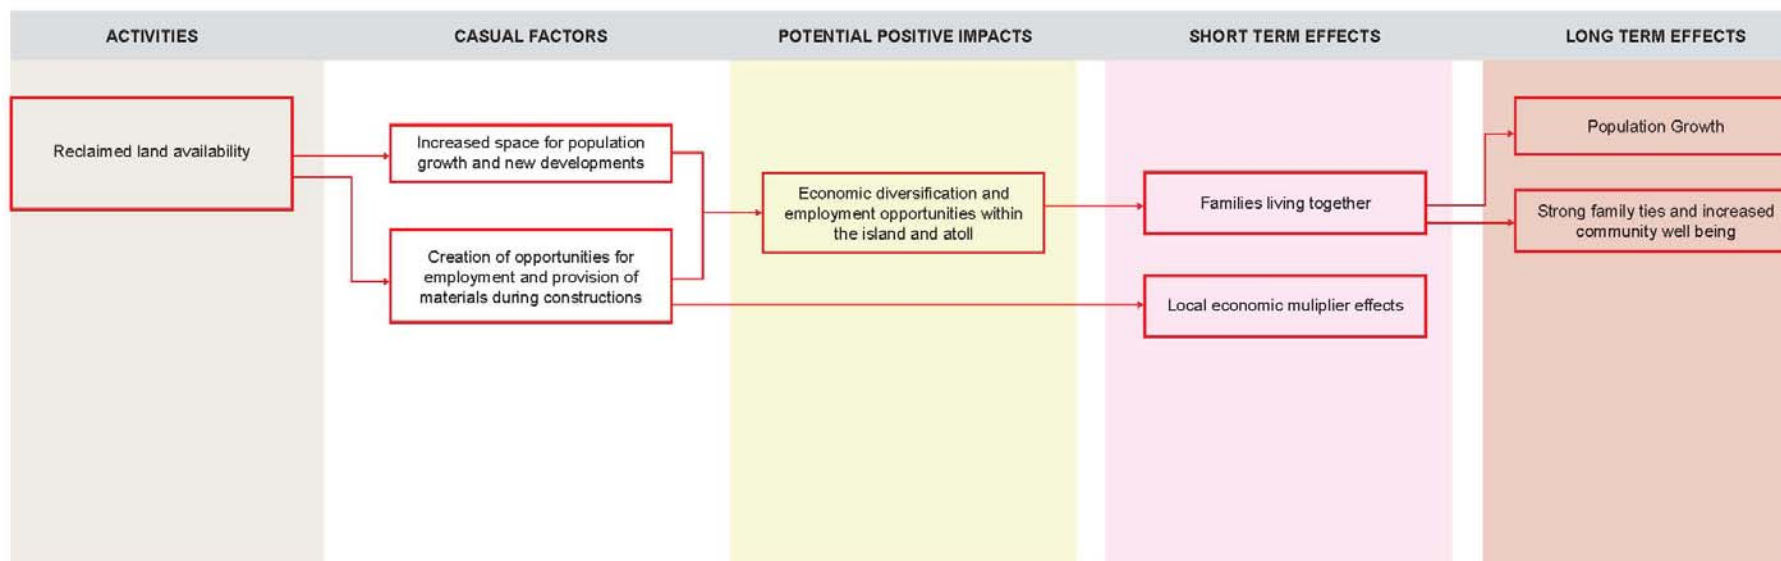 ACTIVITIES
CASUAL FACTORS
POTENTIAL POSITIVE IMPACTS
SHORT TERM EFFECTS
LONG TERM EFFECTS
Reclaimed land availability
Increased space for population
growth and new developments
Creation of opportunities for
employment and provision of
materials during constructions
Economic diversification and
employment opportunities within
the island and atoll
Families living together
Local economic muliplier effects
Population Growth
Strong family ties and increased
community well being